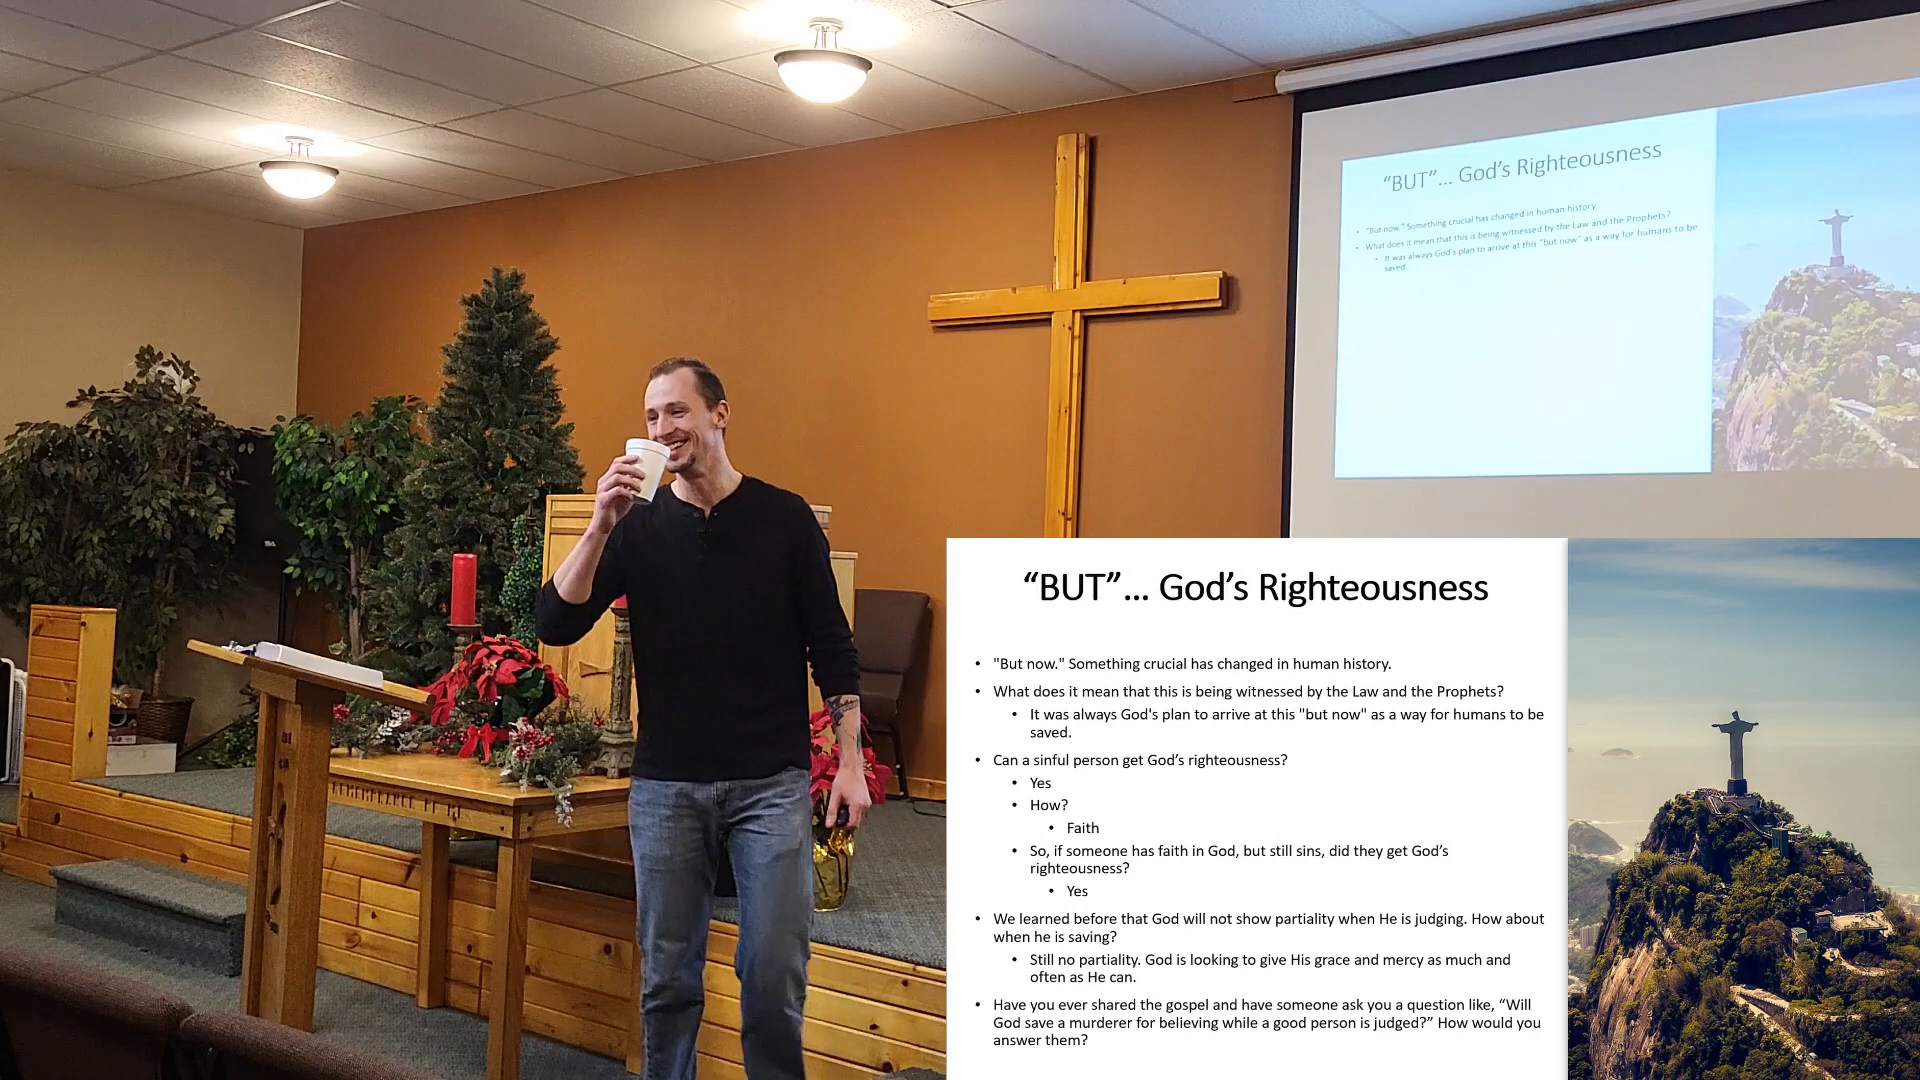 “BUT”... God’s Righteousness
• "But now." Something crucial has changed in human history
• What does it mean that this is being witnessed by the Law and the Prophets?
• It was always God's plan to arrive at this "but now" as a way for humans to be
saved
“BUT”... God’s Righteousness
• "But now." Something crucial has changed in human history.
• What does it mean that this is being witnessed by the Law and the Prophets?
• It was always God's plan to arrive at this "but now" as a way for humans to be
saved.
• Can a sinful person get God’s righteousness?
• Yes
• How?
• Faith
• So, if someone has faith in God, but still sins, did they get God’s
righteousness?
• Yes
• We learned before that God will not show partiality when He is judging. How about
when he is saving?
• Still no partiality. God is looking to give His grace and mercy as much and
often as He can.
• Have you ever shared the gospel and have someone ask you a question like, “Will
God save a murderer for believing while a good person is judged?” How would you
answer them?